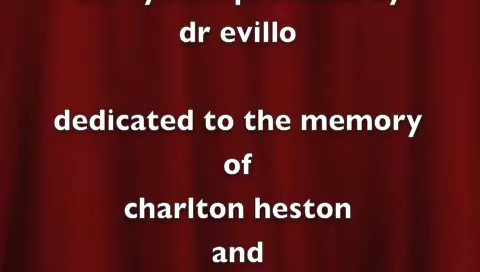 dr evillo
dedicated to the memory
of
charlton heston
and